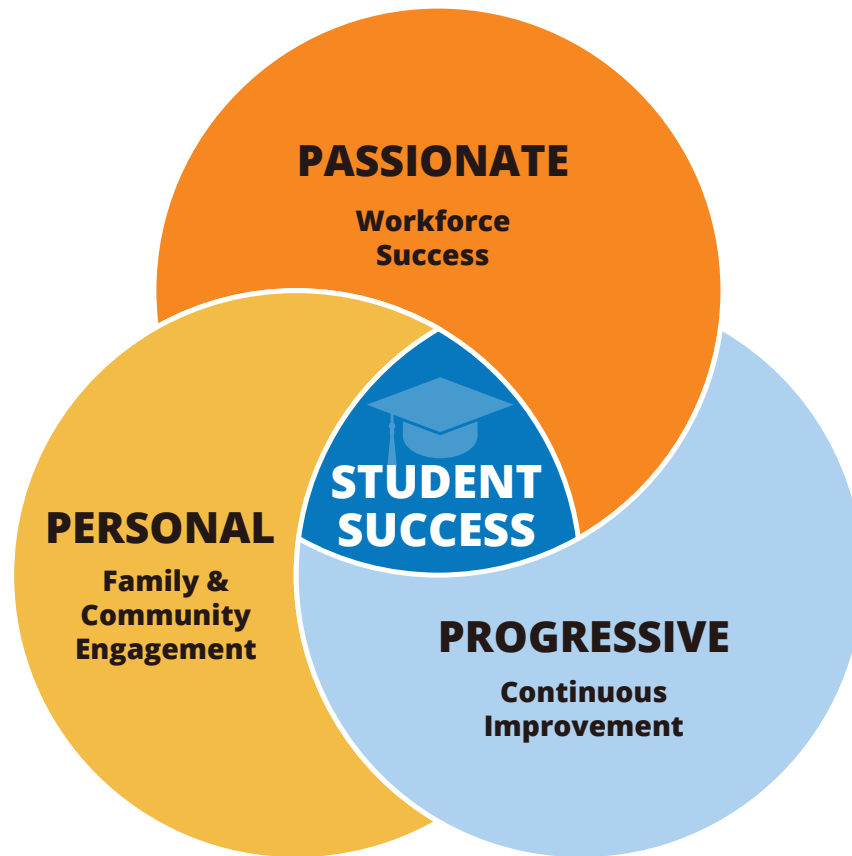 PASSIONATE
Workforce
Success
STUDENT
SUCCESS
PERSONAL
Family &
Community
Engagement
PROGRESSIVE
Continuous
Improvement